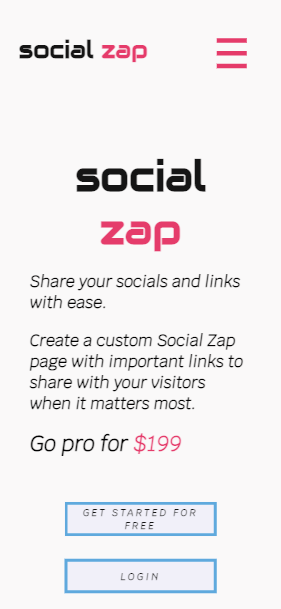 social zap
social
zap
Share your socials and links
with ease.
Create a custom Social Zap
page with important links to
share with your visitors
when it matters most.
Go pro for $199
GET STARTED FOR
FREE
LOGIN